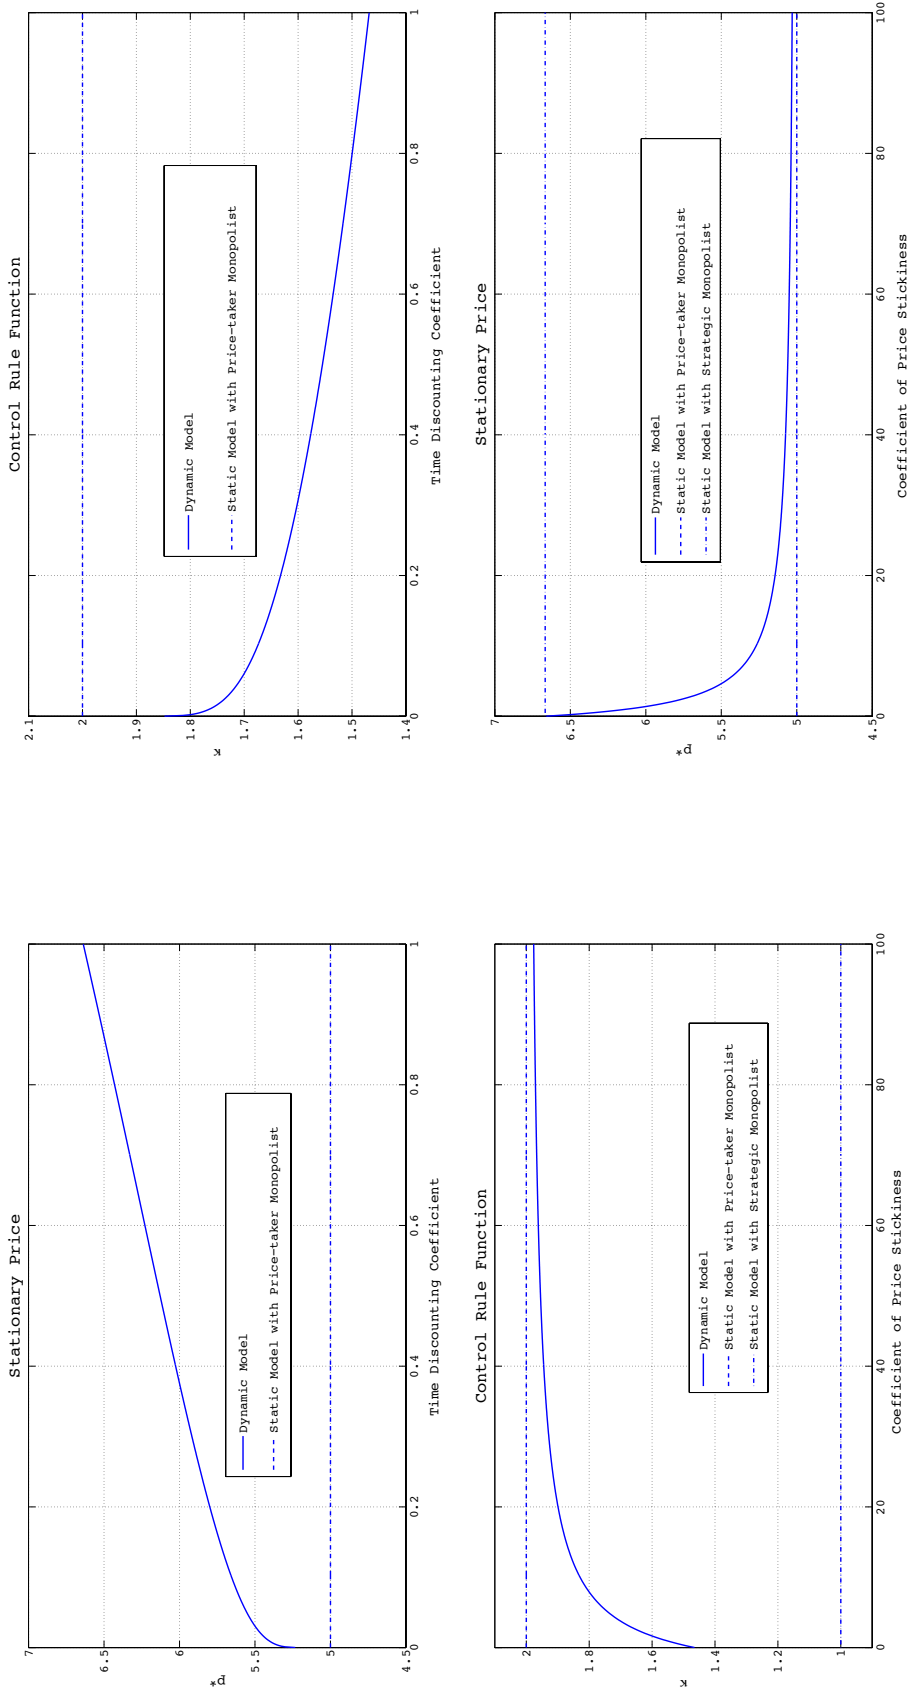 Stationary Price
7
6.5
6
5.5
5
4.5
p*
0
0.2
0.4
0.6
0.8
1
Time Discounting Coefficient
Dynamic Model
Static Model with Price-taker Monopolist
Control Rule Function
2.1
2
1.9
1.8
1.7
1.6
1.5
1.4
κ
0
0.2
0.4
0.6
0.8
1
Time Discounting Coefficient
Dynamic Model
Static Model with Price-taker Monopolist
Control Rule Function
2
1.8
1.6
1.4
1.2
1
κ
0
20
40
60
80
100
Coefficient of Price Stickiness
Dynamic Model
Static Model with Price-taker Monopolist
Static Model with Strategic Monopolist
Stationary Price
7
6.5
6
5.5
5
4.5
p*
0
20
40
60
80
100
Coefficient of Price Stickiness
Dynamic Model
Static Model with Price-taker Monopolist
Static Model with Strategic Monopolist